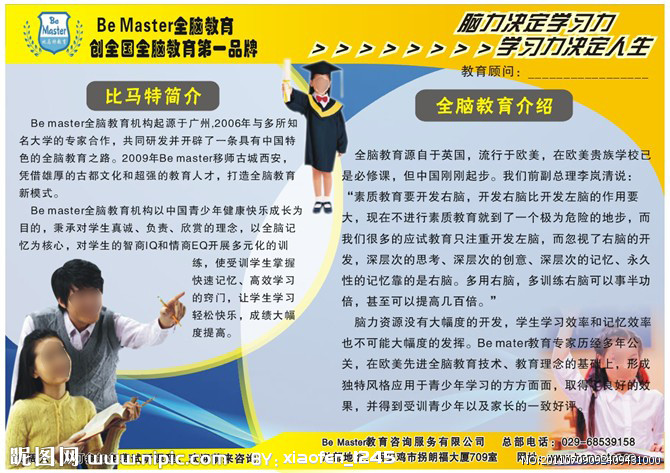 Be Master
Be Master全脑教育
创全国全脑教育第一品牌
脑力决定学习力
>>>>>>>>学习力决定人生
教育顾问：
比马特简介
Be master全脑教育机构起源于广州,2006年与多所知
名大学的专家合作，共同研发并开辟了一条具有中国特
色的全脑教育之路。2009年Be master移师古城西安，
凭借雄厚的古都文化和超强的教育人才，打造全脑教育
新模式。
Be master全脑教育机构以中国青少年健康快乐成长为
目的，秉承对学生真诚、负责、欣赏的理念，以全脑记
忆为核心，对学生的智商IQ和情商EQ开展多元化的训
练，使受训学生掌握
快速记忆、高效学习
的窍门，让学生学习
轻松快乐，成绩大幅
度提高。
全脑教育介绍
全脑教育源自于英国，流行于欧美，在欧美贵族学校已
是必修课，但中国刚刚起步。我们前副总理李岚清说：
“素质教育要开发右脑，开发右脑比开发左脑的作用要
大，现在不进行素质教育就到了一个极为危险的地步，而
我们很多的应试教育只注重开发左脑，而忽视了右脑的开
发，深层次的思考、深层次的创意、深层次的记忆、永久
性的记忆靠的是右脑。多用右脑，多训练右脑可以事半功
倍，甚至可以提高几百倍。”
脑力资源没有大幅度的开发，学生学习效率和记忆效率
也不可能大幅度的发挥。Be mater教育专家历经多年公
关，在欧美先进全脑教育技术、教育理念的基础上，形成
独特风格应用于青少年学习的方方面面，取得了良好的效
果，并得到受训青少年以及家长的一致好评。
Be Master教育咨询服务有限公司 总部电话：029-68539158
昵图网 www.nipic.com BY: xiaofan_1245
朗福大厦709室
No:20100709092409431000